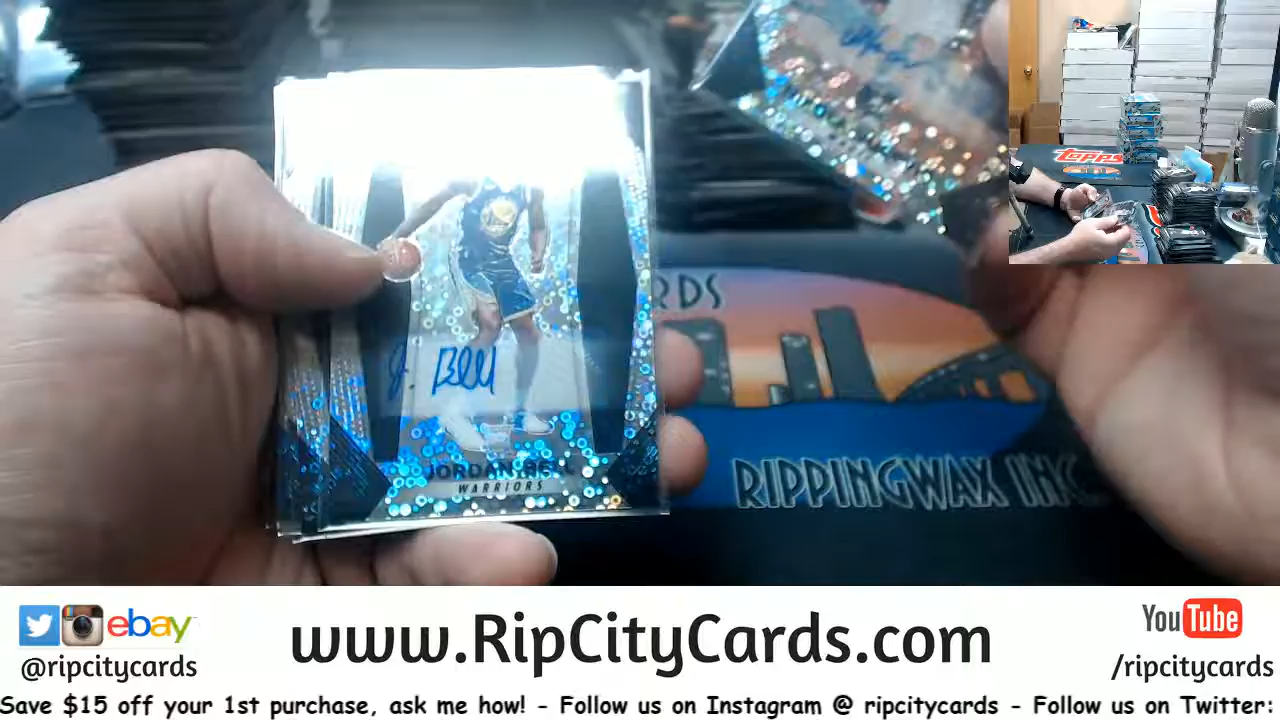 RDS
RIPPINGWAX INC
topps
J. Bell
JORDAN BELL
WARRIORS
ebay
@ripcitycards
www.RipCityCards.com
YouTube
/ripcitycards
Save $15 off your 1st purchase, ask me how! - Follow us on Instagram @ ripcitycards - Follow us on Twitter: